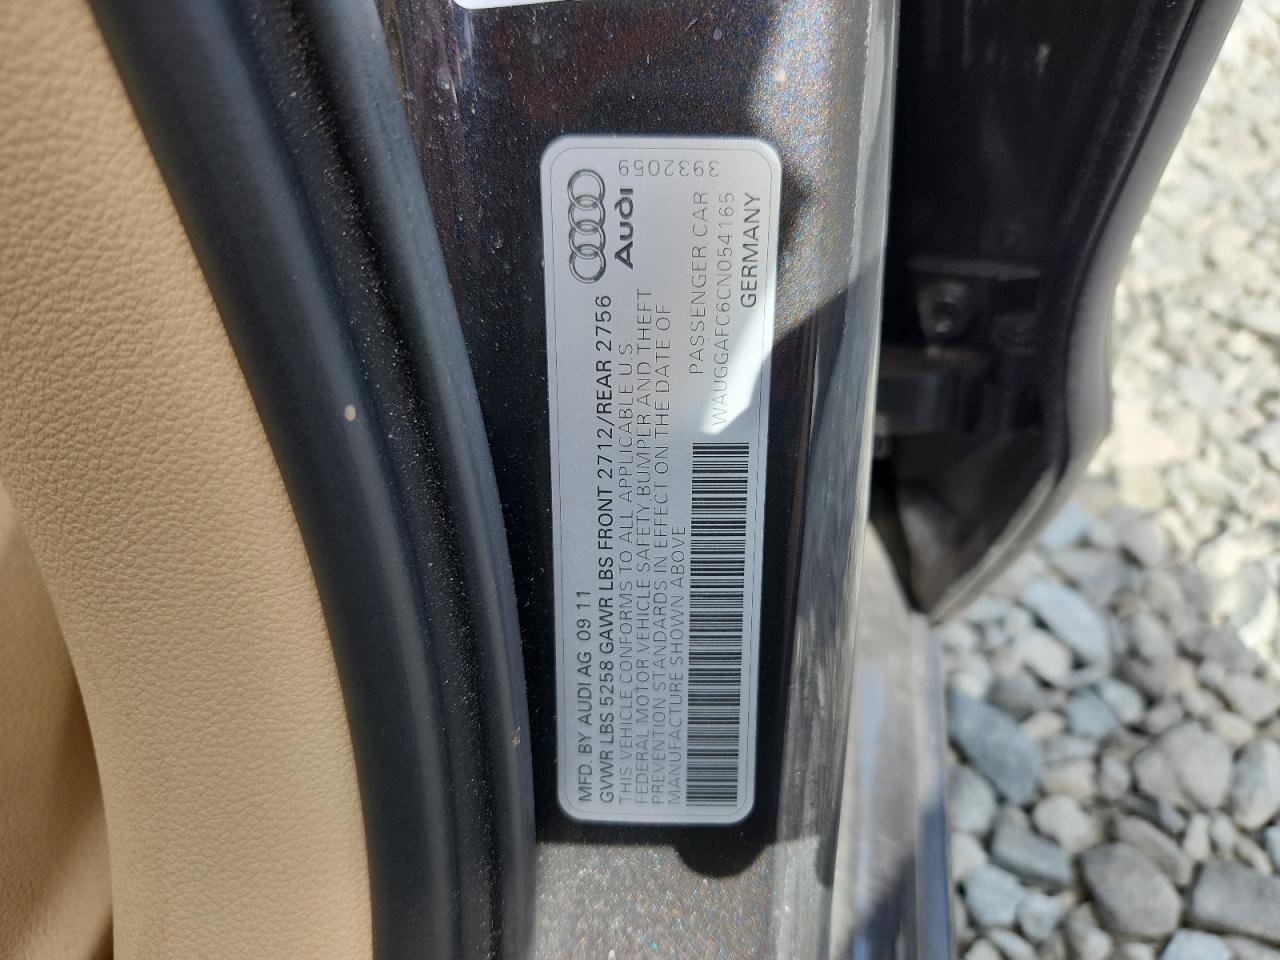 MFD. BY AUDI AG 09 11
GVWR LBS 5258 GAWR LBS FRONT 2712/REAR 2756
THIS VEHICLE CONFORMS TO ALL APPLICABLE U.S.
FEDERAL MOTOR VEHICLE SAFETY, BUMPER AND THEFT
PREVENTION STANDARDS IN EFFECT ON THE DATE OF
MANUFACTURE SHOWN ABOVE
Audi
PASSENGER CAR
WAUGGAFC6CN054165
GERMANY
3932059